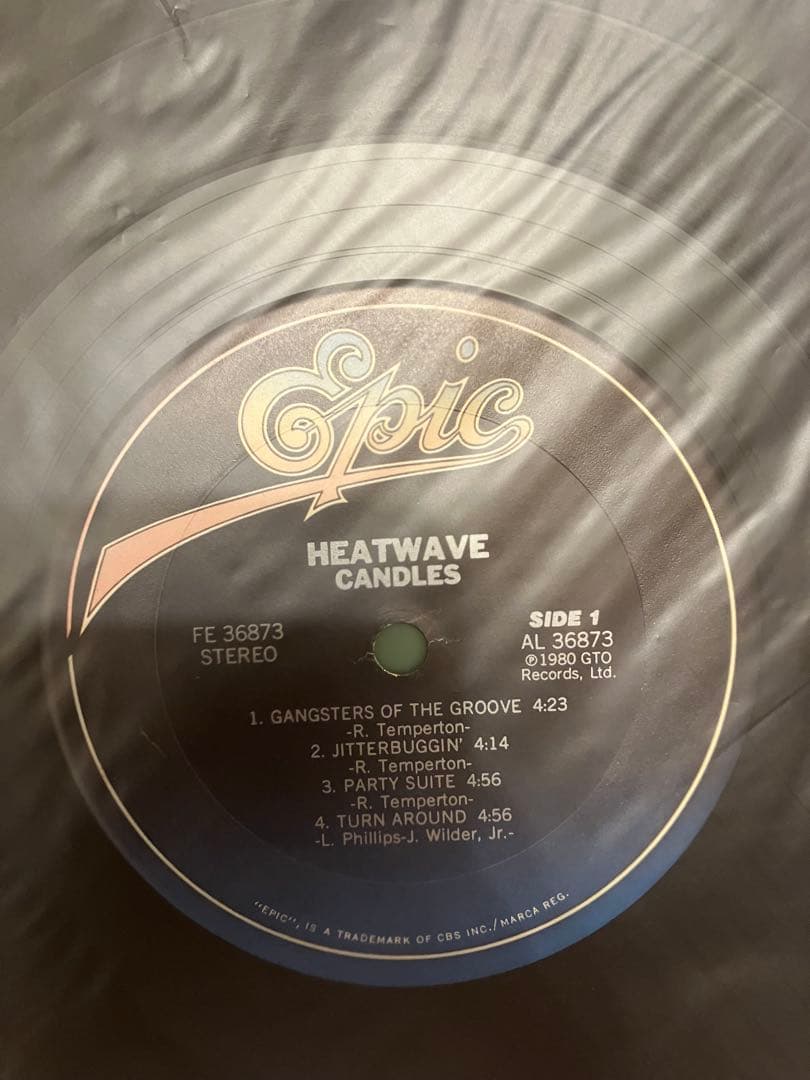 Epic
HEATWAVE
CANDLES
FE 36873
STEREO
SIDE 1
AL 36873
℗ 1980 GTO
Records, Ltd.
1. GANGSTERS OF THE GROOVE 4:23
-R. Temperton-
2. JITTERBUGGIN' 4:14
-R. Temperton-
3. PARTY SUITE 4:56
-R. Temperton-
4. TURN AROUND 4:56
-L. Phillips-J. Wilder, Jr.-
"EPIC", IS A TRADEMARK OF CBS INC./MARCA REG.